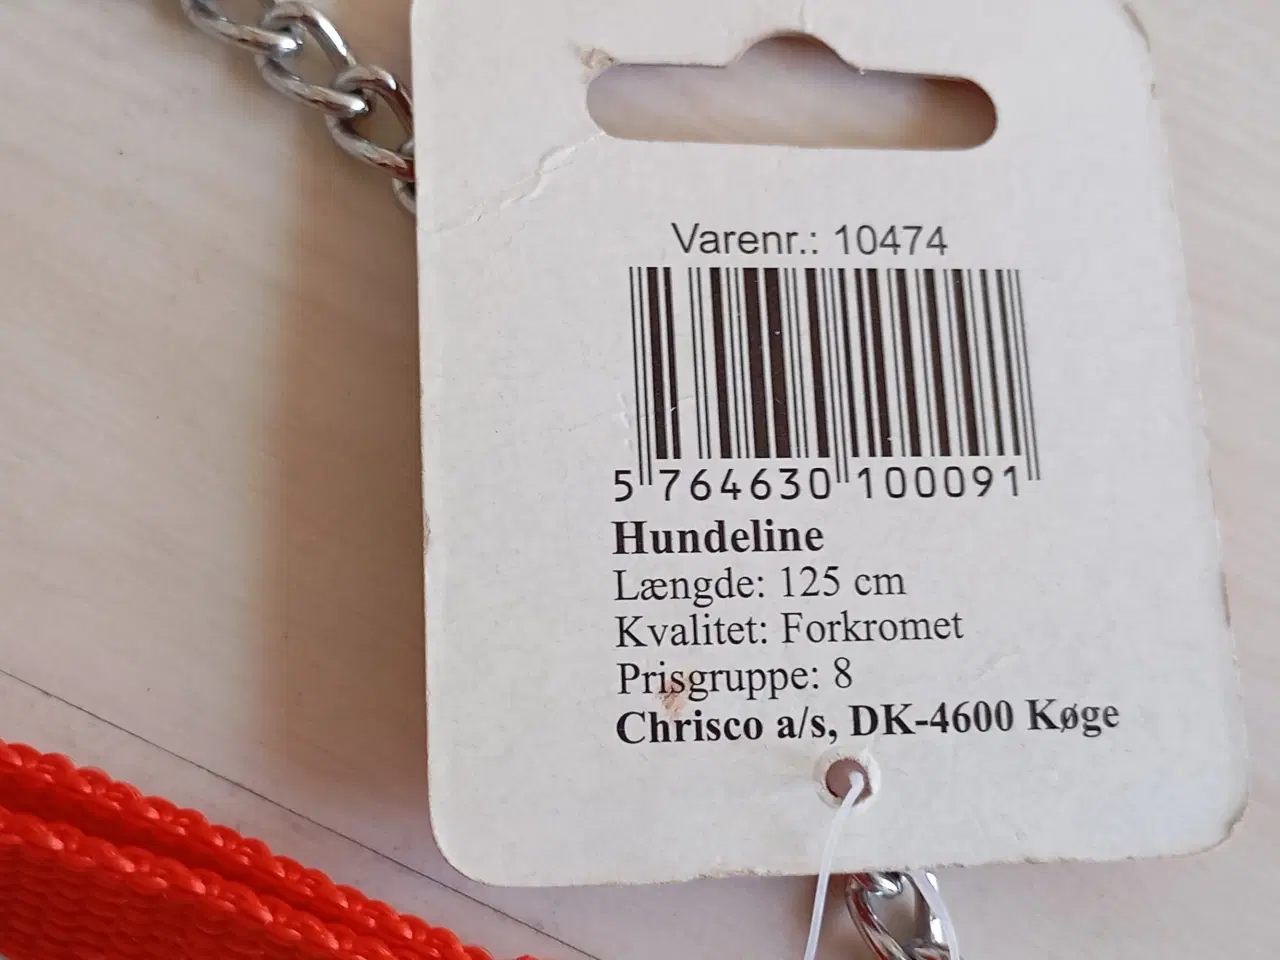 Varenr.: 10474
5 764630 100091
Hundeline
Længde: 125 cm
Kvalitet: Forkromet
Prisgruppe: 8
Chrisco a/s, DK-4600 Køge